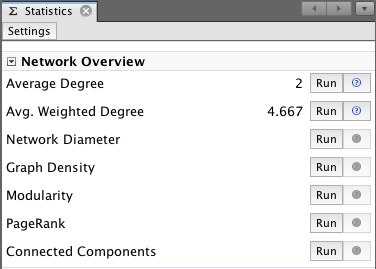 Σ Statistics
Settings
Network Overview
Average Degree 2 Run ?
Avg. Weighted Degree 4.667 Run ?
Network Diameter Run
Graph Density Run
Modularity Run
PageRank Run
Connected Components Run